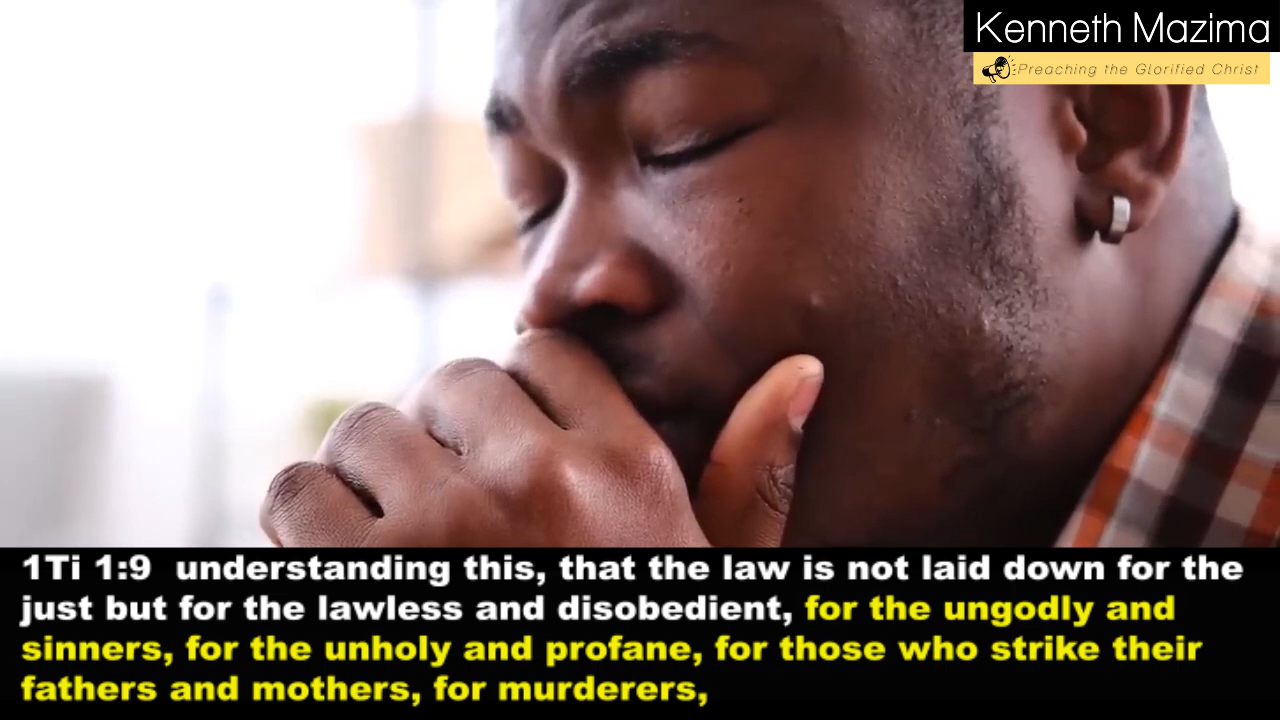 Kenneth Mazima
Preaching the Glorified Christ
1Ti 1:9 understanding this, that the law is not laid down for the
just but for the lawless and disobedient, for the ungodly and
sinners, for the unholy and profane, for those who strike their
fathers and mothers, for murderers,